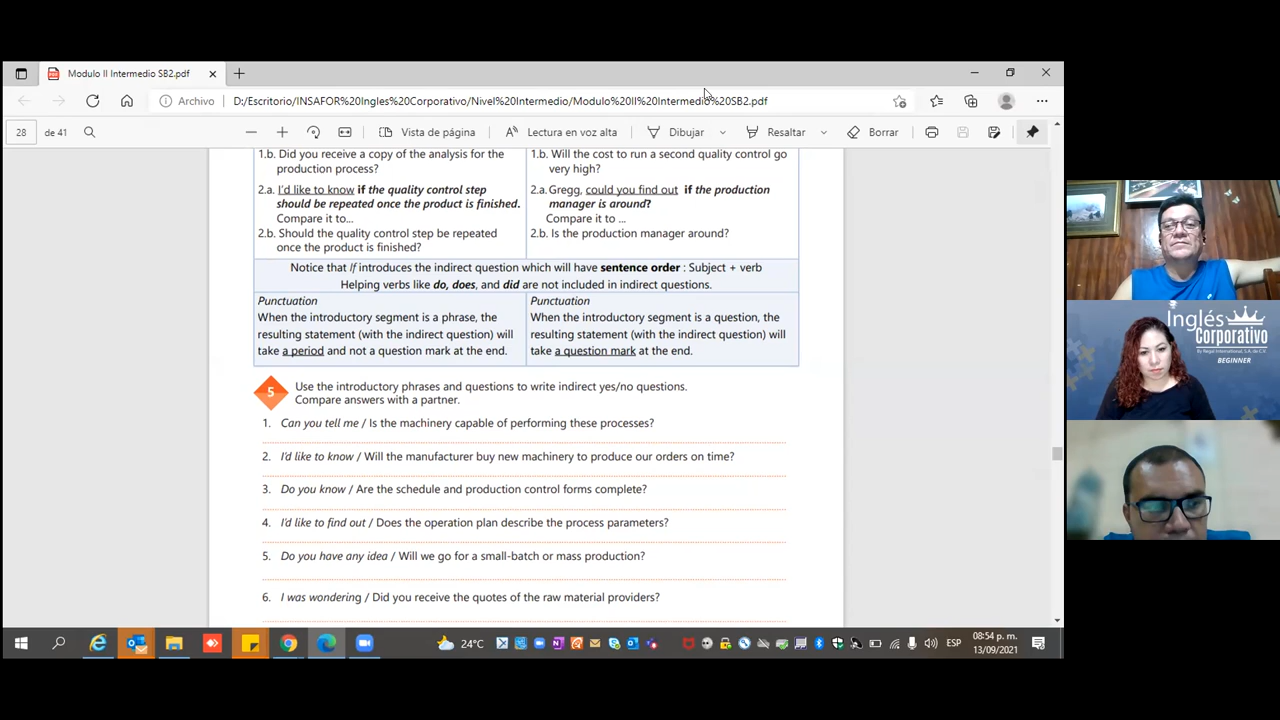 Modulo II Intermedio SB2.pdf
Archivo
D:/Escritorio/INSAFOR%20Ingles%20Corporativo/Nivel%20Intermedio/Modulo%20II%20Intermedio%20SB2.pdf
28 de 41
Vista de página
Lectura en voz alta
Dibujar
Resaltar
Borrar
1.b. Did you receive a copy of the analysis for the
production process?
2.a. I'd like to know if the quality control step
should be repeated once the product is finished.
Compare it to...
2.b. Should the quality control step be repeated
once the product is finished?
1.b. Will the cost to run a second quality control go
very high?
2.a. Gregg, could you find out if the production
manager is around?
Compare it to ...
2.b. Is the production manager around?
Notice that If introduces the indirect question which will have sentence order : Subject + verb
Helping verbs like do, does, and did are not included in indirect questions.
Punctuation
When the introductory segment is a phrase, the
resulting statement (with the indirect question) will
take a period and not a question mark at the end.
Punctuation
When the introductory segment is a question, the
resulting statement (with the indirect question) will
take a question mark at the end.
5
Use the introductory phrases and questions to write indirect yes/no questions.
Compare answers with a partner.
1. Can you tell me / Is the machinery capable of performing these processes?
2. I'd like to know / Will the manufacturer buy new machinery to produce our orders on time?
3. Do you know / Are the schedule and production control forms complete?
4. I'd like to find out / Does the operation plan describe the process parameters?
5. Do you have any idea / Will we go for a small-batch or mass production?
6. I was wondering / Did you receive the quotes of the raw material providers?
Inglés
Corporativo
By Regal International, S.A. de C.V.
BEGINNER
24°C
ESP
08:54 p. m.
13/09/2021